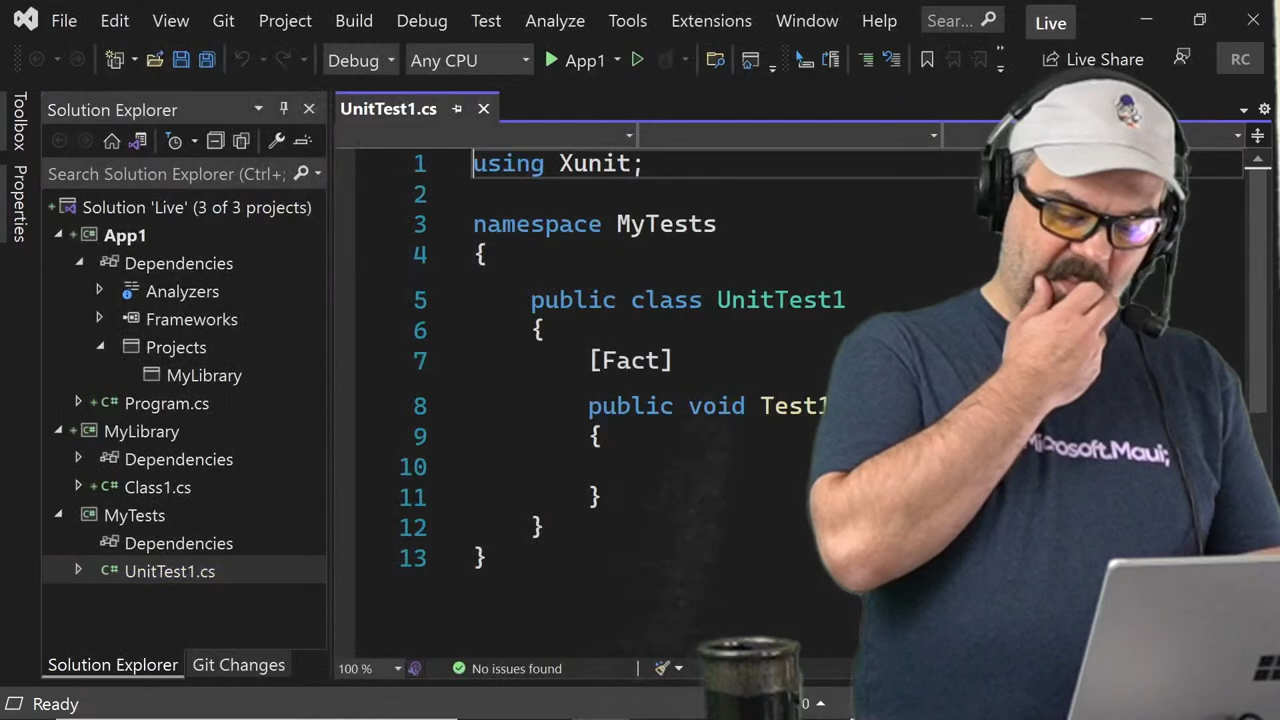 File Edit View Git Project Build Debug Test Analyze Tools Extensions Window Help Sear... Live
Debug Any CPU App1 Live Share RC
Toolbox
Properties
Solution Explorer
Search Solution Explorer (Ctrl+;
Solution 'Live' (3 of 3 projects)
App1
Dependencies
Analyzers
Frameworks
Projects
MyLibrary
C# Program.cs
MyLibrary
Dependencies
C# Class1.cs
MyTests
Dependencies
C# UnitTest1.cs
Solution Explorer Git Changes
UnitTest1.cs
1 using Xunit;
2
3 namespace MyTests
4 {
5 public class UnitTest1
6 {
7 [Fact]
8 public void Test1
9 {
10
11 }
12 }
13 }
100 % No issues found
Ready 0
Microsoft.Maui;